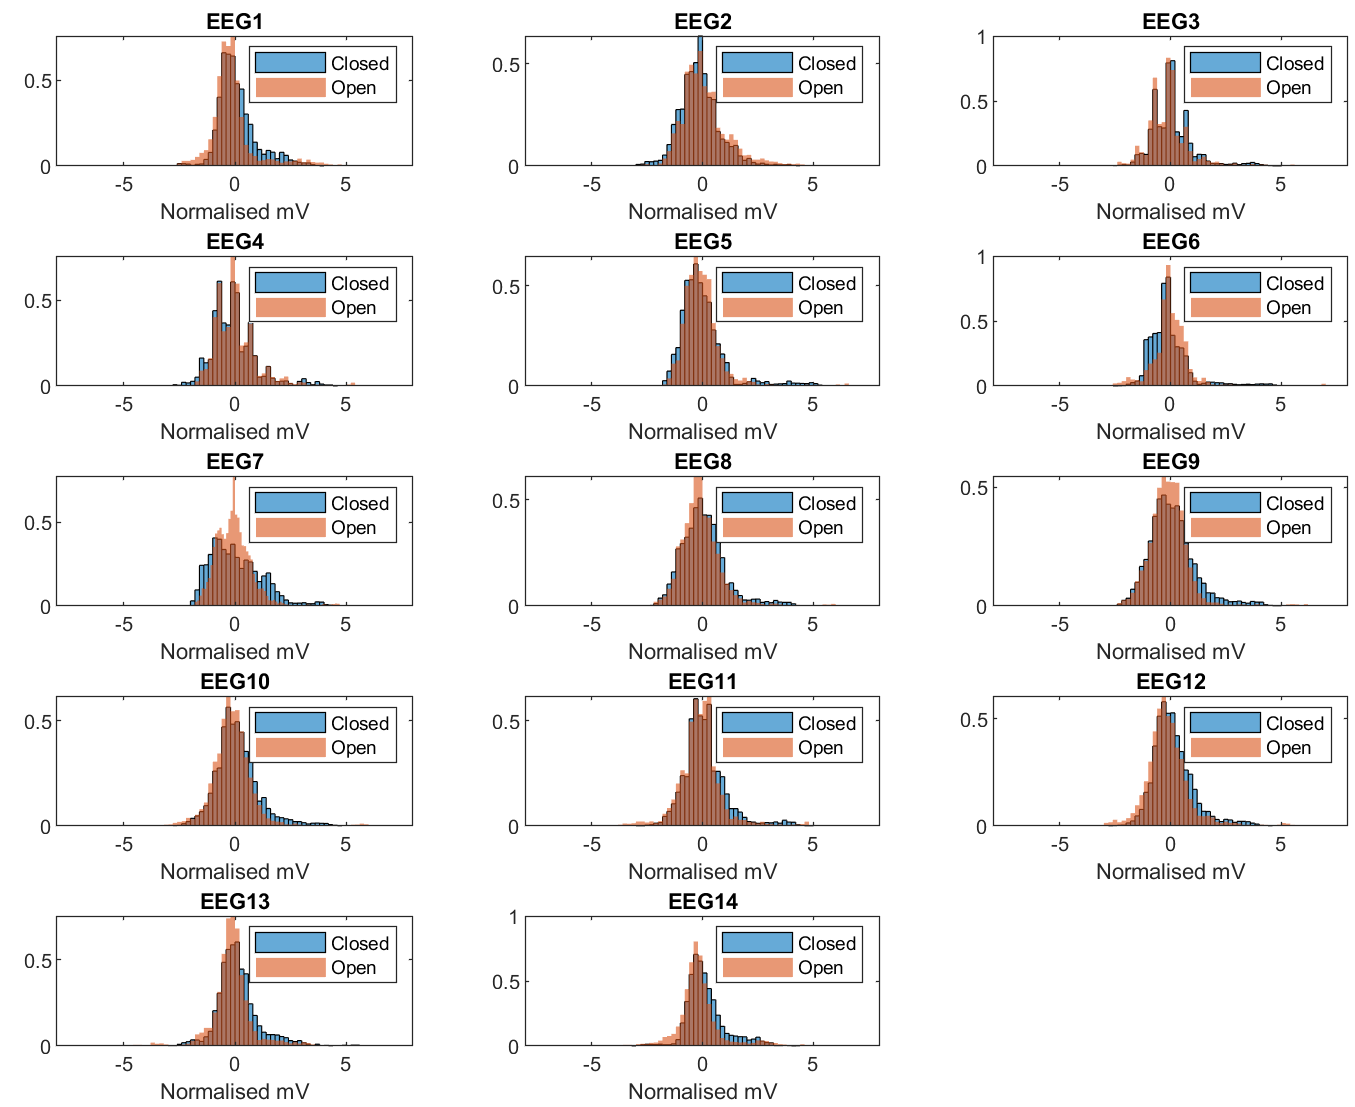 EEG1
0.5
0
-5 0 5
Normalised mV
Closed
Open
EEG2
0.5
0
-5 0 5
Normalised mV
Closed
Open
EEG3
1
0.5
0
-5 0 5
Normalised mV
Closed
Open
EEG4
0.5
0
-5 0 5
Normalised mV
Closed
Open
EEG5
0.5
0
-5 0 5
Normalised mV
Closed
Open
EEG6
1
0.5
0
-5 0 5
Normalised mV
Closed
Open
EEG7
0.5
0
-5 0 5
Normalised mV
Closed
Open
EEG8
0.5
0
-5 0 5
Normalised mV
Closed
Open
EEG9
0.5
0
-5 0 5
Normalised mV
Closed
Open
EEG10
0.5
0
-5 0 5
Normalised mV
Closed
Open
EEG11
0.5
0
-5 0 5
Normalised mV
Closed
Open
EEG12
0.5
0
-5 0 5
Normalised mV
Closed
Open
EEG13
0.5
0
-5 0 5
Normalised mV
Closed
Open
EEG14
1
0.5
0
-5 0 5
Normalised mV
Closed
Open